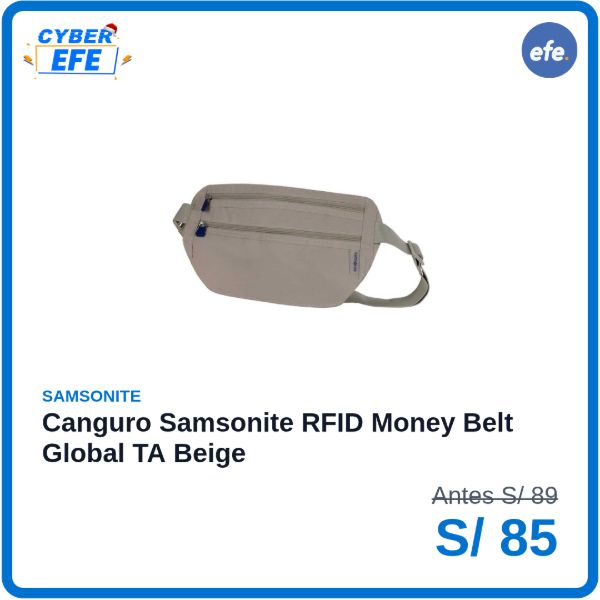 CYBER
EFE
efe.
SAMSONITE
Canguro Samsonite RFID Money Belt
Global TA Beige
Antes S/ 89
S/ 85